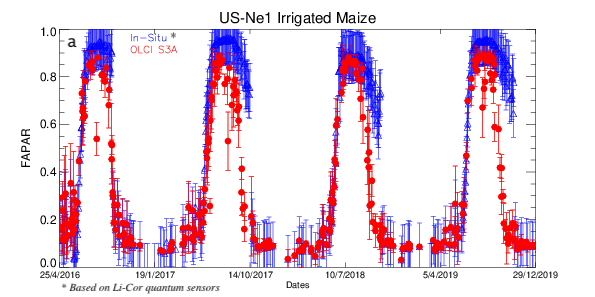 US-Ne1 Irrigated Maize
a
In-Situ *
OLCI S3A
1.0
0.8
0.6
0.4
0.2
0.0
FAPAR
25/4/2016 19/1/2017 14/10/2017 10/7/2018 5/4/2019 29/12/2019
Dates
* Based on Li-Cor quantum sensors